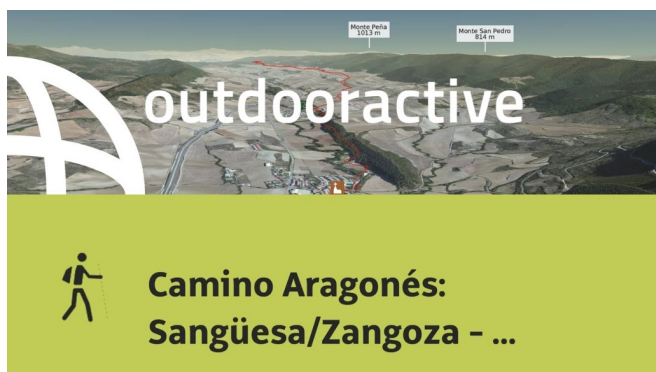 Monte Peña
1013 m
Monte San Pedro
814 m
outdooractive
Camino Aragonés:
Sangüesa/Zangoza - ...